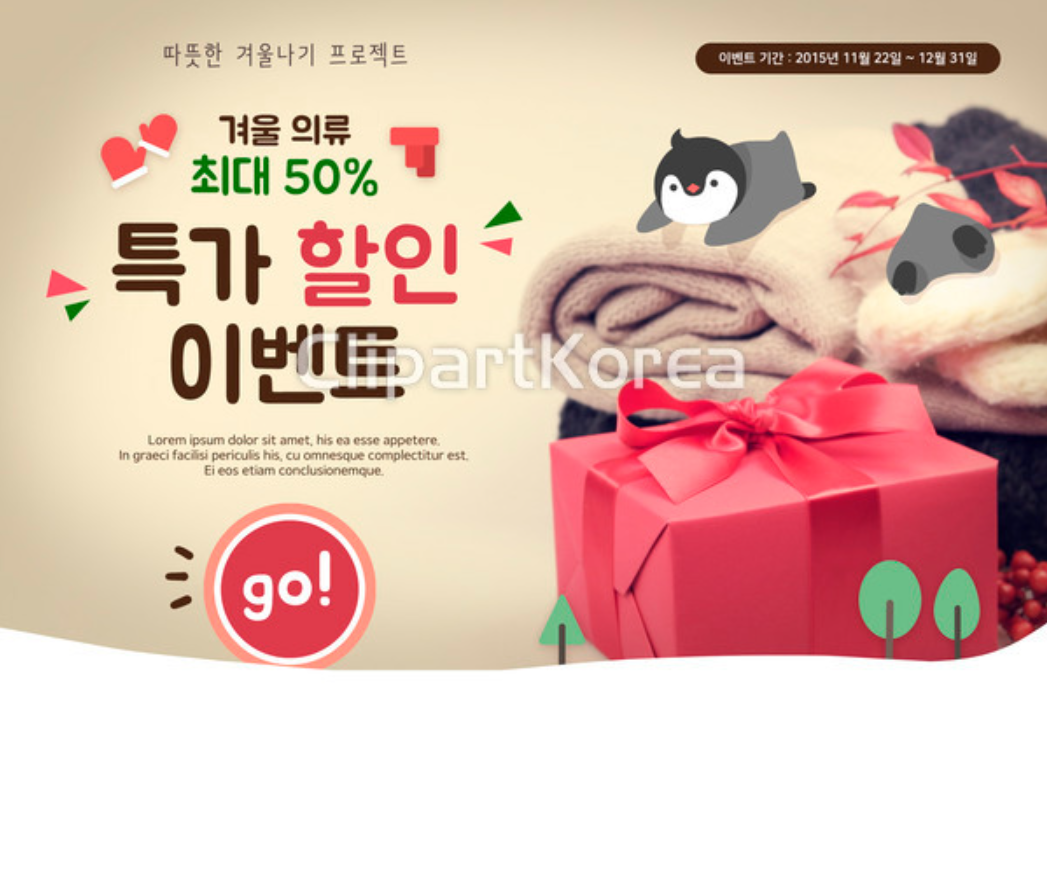 따뜻한 겨울나기 프로젝트
이벤트 기간 : 2015년 11월 22일 ~ 12월 31일
겨울 의류
최대 50%
특가 할인
이벤트
ClipartKorea
Lorem ipsum dolor sit amet, his ea esse appetere,
In graeci facilisi periculis his, cu omnesque complectitur est,
Ei eos etiam conclusionemque,
go!